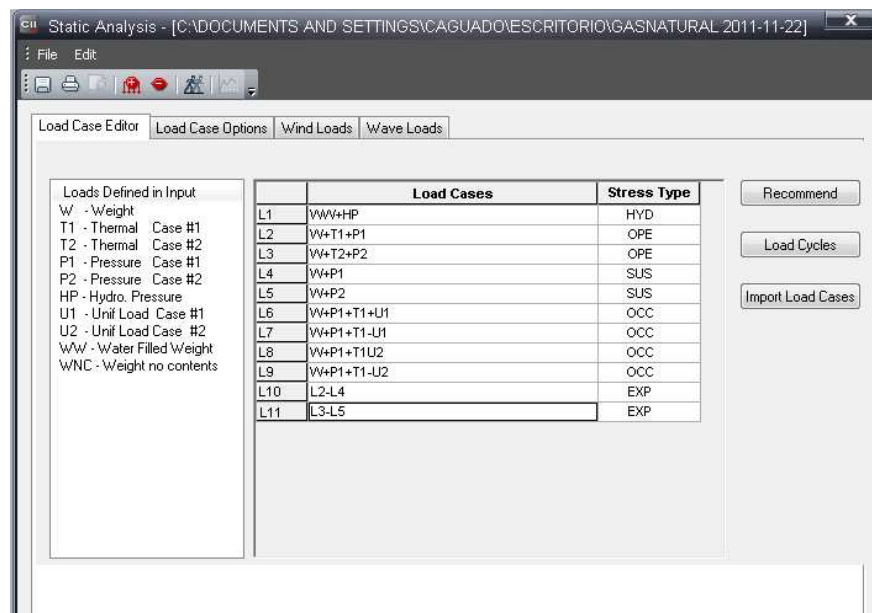 CII Static Analysis - [C:\DOCUMENTS AND SETTINGS\CAGUADO\ESCRITORIO\GASNATURAL 2011-11-22] X
File Edit
Load Case Editor Load Case Options Wind Loads Wave Loads
Loads Defined in Input
W - Weight
T1 - Thermal Case #1
T2 - Thermal Case #2
P1 - Pressure Case #1
P2 - Pressure Case #2
HP - Hydro. Pressure
U1 - Unif Load Case #1
U2 - Unif Load Case #2
WW - Water Filled Weight
WNC - Weight no contents
Load Cases Stress Type
L1 WW+HP HYD
L2 W+T1+P1 OPE
L3 W+T2+P2 OPE
L4 W+P1 SUS
L5 W+P2 SUS
L6 W+P1+T1+U1 OCC
L7 W+P1+T1-U1 OCC
L8 W+P1+T1U2 OCC
L9 W+P1+T1-U2 OCC
L10 L2-L4 EXP
L11 L3-L5 EXP
Recommend
Load Cycles
Import Load Cases